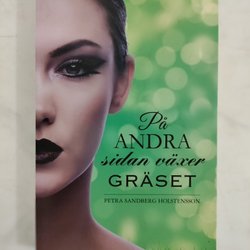 På
ANDRA
sidan växer
GRÄSET
PETRA SANDBERG HOLSTENSSON